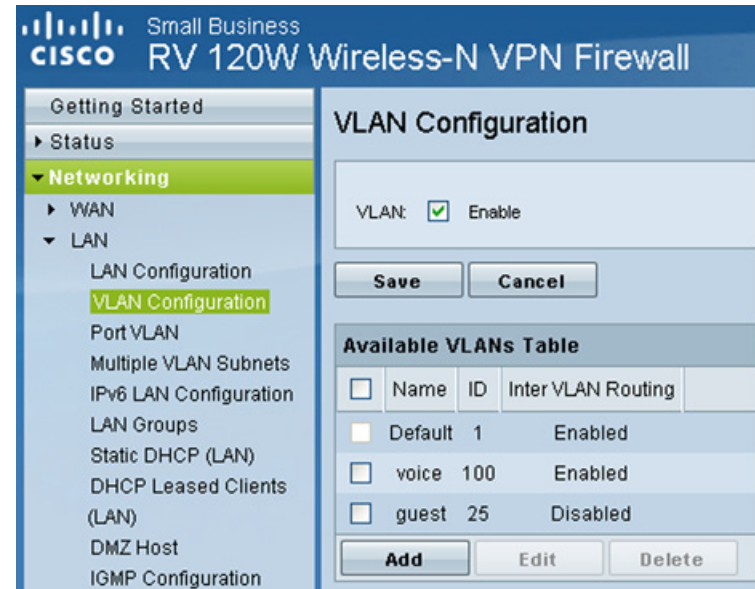 Small Business
CISCO RV 120W Wireless-N VPN Firewall
Getting Started
Status
Networking
WAN
LAN
LAN Configuration
VLAN Configuration
Port VLAN
Multiple VLAN Subnets
IPv6 LAN Configuration
LAN Groups
Static DHCP (LAN)
DHCP Leased Clients
(LAN)
DMZ Host
IGMP Configuration
VLAN Configuration
VLAN: Enable
Save Cancel
Available VLANs Table
Name ID Inter VLAN Routing
Default 1 Enabled
voice 100 Enabled
guest 25 Disabled
Add Edit Delete